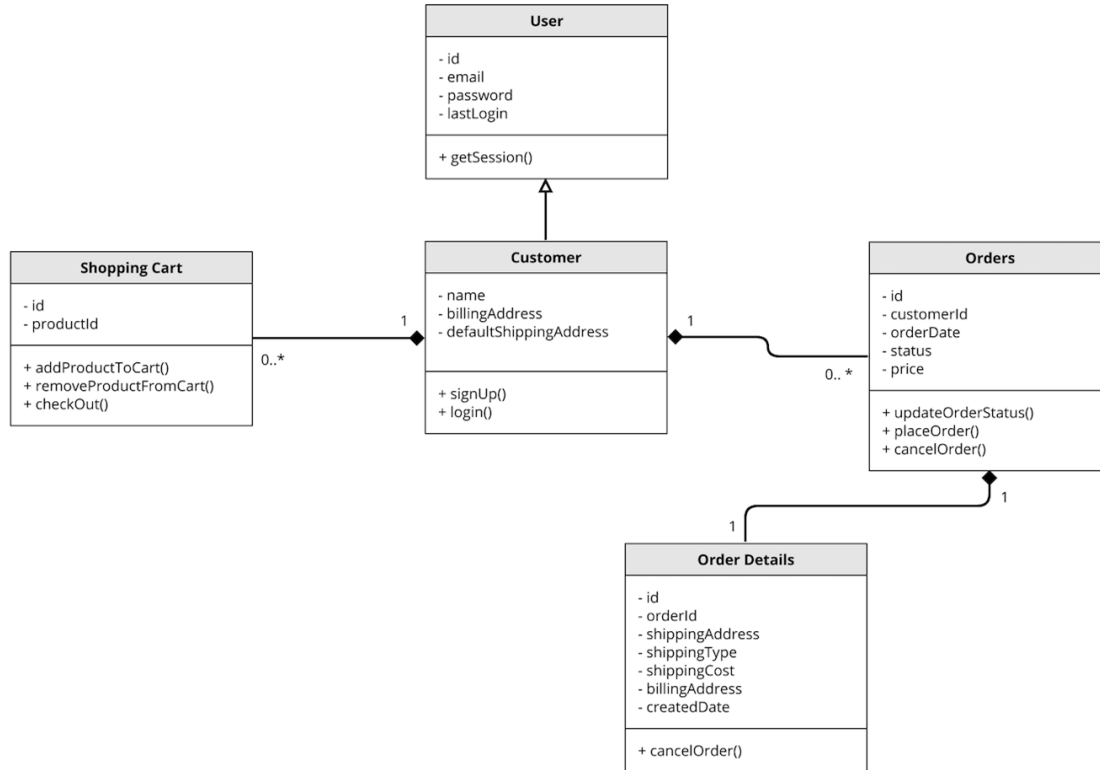 User
- id
- email
- password
- lastLogin
+ getSession()
Shopping Cart
- id
- productId
+ addProductToCart()
+ removeProductFromCart()
+ checkOut()
1
0..*
Customer
- name
- billingAddress
- defaultShippingAddress
+ signUp()
+ login()
1
0.. *
Orders
- id
- customerId
- orderDate
- status
- price
+ updateOrderStatus()
+ placeOrder()
+ cancelOrder()
1
1
Order Details
- id
- orderId
- shippingAddress
- shippingType
- shippingCost
- billingAddress
- createdDate
+ cancelOrder()